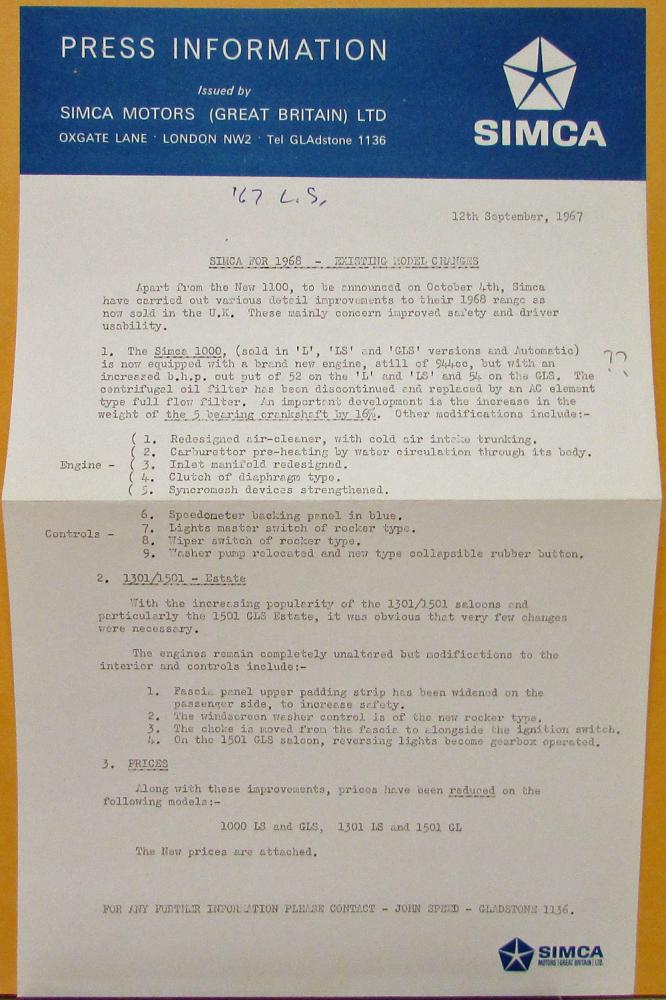 PRESS INFORMATION
Issued by
SIMCA MOTORS (GREAT BRITAIN) LTD
OXGATE LANE · LONDON NW2 · Tel GLAdstone 1136
SIMCA
'67 L.S,
12th September, 1967
SIMCA FOR 1968 - EXISTING MODEL CHANGES
Apart from the New 1100, to be announced on October 4th, Simca
have carried out various detail improvements to their 1968 range as
now sold in the U.K. These mainly concern improved safety and driver
usability.
1. The Simca 1000, (sold in 'L', 'LS' and 'GLS' versions and Automatic)
is now equipped with a brand new engine, still of 944cc, but with an
increased b.h.p. out put of 52 on the 'L' and 'LS' and 54 on the GLS. The
centrifugal oil filter has been discontinued and replaced by an AC element
type full flow filter. An important development is the increase in the
weight of the 5 bearing crankshaft by 16%. Other modifications include:-
??
( 1. Redesigned air-cleaner, with cold air intake trunking.
( 2. Carburettor pre-heating by water circulation through its body.
Engine - ( 3. Inlet manifold redesigned.
( 4. Clutch of diaphragm type.
( 5. Syncromesh devices strengthened.
6. Speedometer backing panel in blue.
7. Lights master switch of rocker type.
Controls -
8. Wiper switch of rocker type.
9. Washer pump relocated and new type collapsible rubber button.
2. 1301/1501 - Estate
With the increasing popularity of the 1301/1501 saloons and
particularly the 1501 GLS Estate, it was obvious that very few changes
were necessary.
The engines remain completely unaltered but modifications to the
interior and controls include:-
1. Fascia panel upper padding strip has been widened on the
passenger side, to increase safety.
2. The windscreen washer control is of the new rocker type.
3. The choke is moved from the fascia to alongside the ignition switch.
4. On the 1501 GLS saloon, reversing lights become gearbox operated.
3. PRICES
Along with these improvements, prices have been reduced on the
following models:-
1000 LS and GLS, 1301 LS and 1501 GL
The New prices are attached.
FOR ANY FURTHER INFORMATION PLEASE CONTACT - JOHN SPEED - GLADSTONE 1136.
SIMCA
MOTORS (GREAT BRITAIN) LTD.